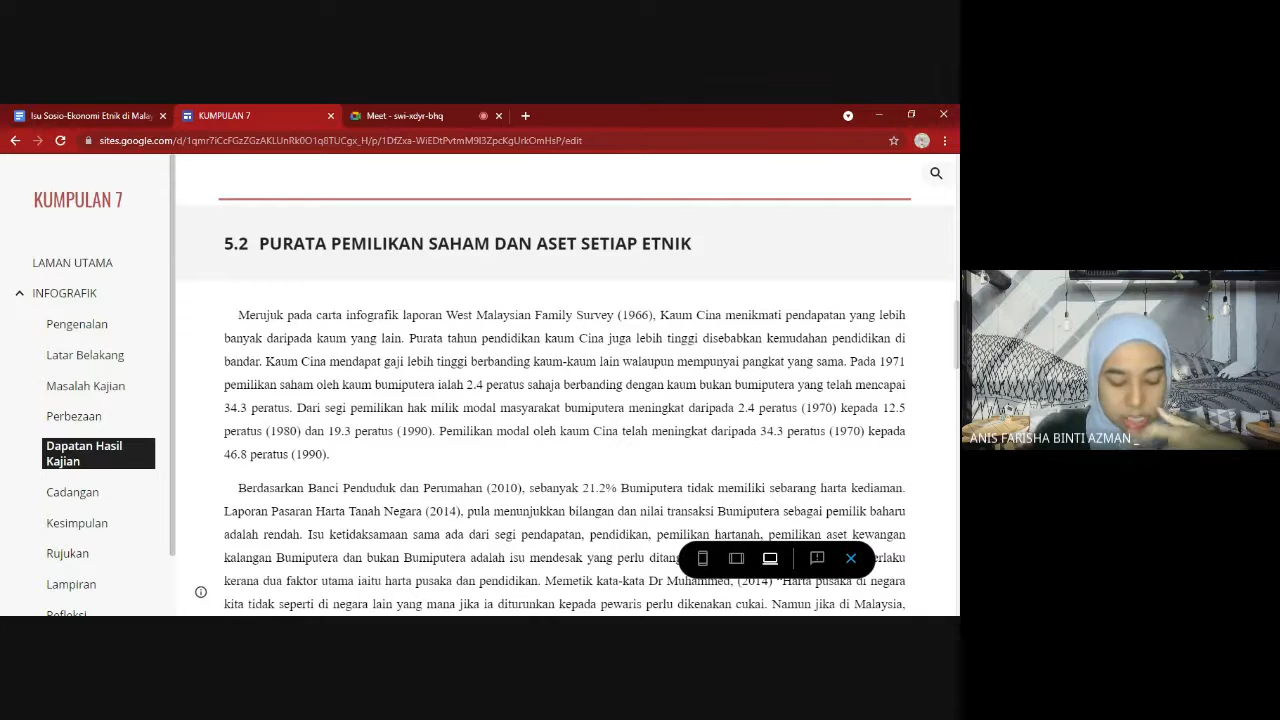 Isu Sosio-Ekonomi Etnik di Mala
KUMPULAN 7
Meet - swi-xdyr-bhq
sites.google.com/d/1qmr7iCcFGzZGzAKLUnRk0O1q8TUCgx_H/p/1DfZxa-WiEDtPvtmM9l3ZpcKgUrkOmHsP/edit
KUMPULAN 7
LAMAN UTAMA
INFOGRAFIK
Pengenalan
Latar Belakang
Masalah Kajian
Perbezaan
Dapatan Hasil
Kajian
Cadangan
Kesimpulan
Rujukan
Lampiran
Refleksi
5.2 PURATA PEMILIKAN SAHAM DAN ASET SETIAP ETNIK
Merujuk pada carta infografik laporan West Malaysian Family Survey (1966), Kaum Cina menikmati pendapatan yang lebih
banyak daripada kaum yang lain. Purata tahun pendidikan kaum Cina juga lebih tinggi disebabkan kemudahan pendidikan di
bandar. Kaum Cina mendapat gaji lebih tinggi berbanding kaum-kaum lain walaupun mempunyai pangkat yang sama. Pada 1971
pemilikan saham oleh kaum bumiputera ialah 2.4 peratus sahaja berbanding dengan kaum bukan bumiputera yang telah mencapai
34.3 peratus. Dari segi pemilikan hak milik modal masyarakat bumiputera meningkat daripada 2.4 peratus (1970) kepada 12.5
peratus (1980) dan 19.3 peratus (1990). Pemilikan modal oleh kaum Cina telah meningkat daripada 34.3 peratus (1970) kepada
46.8 peratus (1990).
Berdasarkan Banci Penduduk dan Perumahan (2010), sebanyak 21.2% Bumiputera tidak memiliki sebarang harta kediaman.
Laporan Pasaran Harta Tanah Negara (2014), pula menunjukkan bilangan dan nilai transaksi Bumiputera sebagai pemilik baharu
adalah rendah. Isu ketidaksamaan sama ada dari segi pendapatan, pendidikan, pemilikan hartanah, pemilikan aset kewangan
kalangan Bumiputera dan bukan Bumiputera adalah isu mendesak yang perlu
kerana dua faktor utama iaitu harta pusaka dan pendidikan. Memetik kata-kata Dr Muhammed, (2014) "Harta pusaka di negara
kita tidak seperti di negara lain yang mana jika ia diturunkan kepada pewaris perlu dikenakan cukai. Namun jika di Malaysia,
ANIS FARISHA BINTI AZMAN _